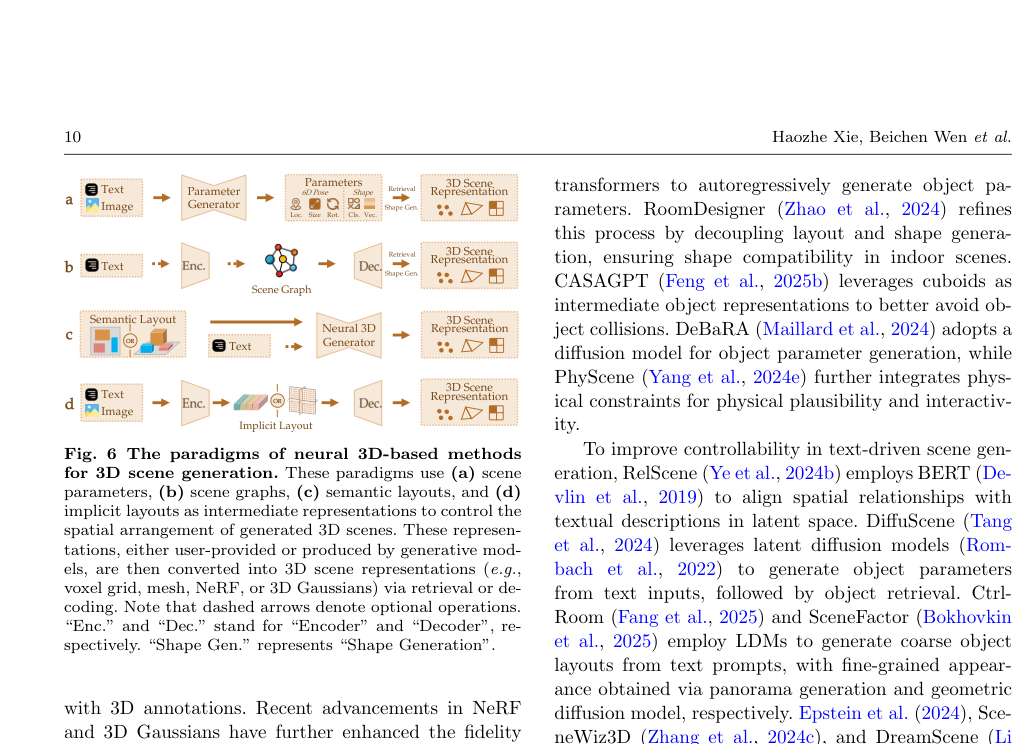 10
Haozhe Xie, Beichen Wen et al.
a
Text
Image
Parameter
Generator
Parameters
6D Pose
Shape
Loc. Size Rot. Cls. Vec.
Retrieval
Shape Gen.
3D Scene
Representation
b
Text
Enc.
Scene Graph
Dec.
Retrieval
Shape Gen.
3D Scene
Representation
c
Semantic Layout
OR
Text
Neural 3D
Generator
3D Scene
Representation
d
Text
Image
Enc.
OR
Implicit Layout
Dec.
3D Scene
Representation
Fig. 6 The paradigms of neural 3D-based methods
for 3D scene generation. These paradigms use (a) scene
parameters, (b) scene graphs, (c) semantic layouts, and (d)
implicit layouts as intermediate representations to control the
spatial arrangement of generated 3D scenes. These represen-
tations, either user-provided or produced by generative mod-
els, are then converted into 3D scene representations (e.g.,
voxel grid, mesh, NeRF, or 3D Gaussians) via retrieval or de-
coding. Note that dashed arrows denote optional operations.
“Enc.” and “Dec.” stand for “Encoder” and “Decoder”, re-
spectively. “Shape Gen.” represents “Shape Generation”.
with 3D annotations. Recent advancements in NeRF
and 3D Gaussians have further enhanced the fidelity
transformers to autoregressively generate object pa-
rameters. RoomDesigner (Zhao et al., 2024) refines
this process by decoupling layout and shape genera-
tion, ensuring shape compatibility in indoor scenes.
CASAGPT (Feng et al., 2025b) leverages cuboids as
intermediate object representations to better avoid ob-
ject collisions. DeBaRA (Maillard et al., 2024) adopts a
diffusion model for object parameter generation, while
PhyScene (Yang et al., 2024e) further integrates phys-
ical constraints for physical plausibility and interactiv-
ity.
To improve controllability in text-driven scene gen-
eration, RelScene (Ye et al., 2024b) employs BERT (De-
vlin et al., 2019) to align spatial relationships with
textual descriptions in latent space. DiffuScene (Tang
et al., 2024) leverages latent diffusion models (Rom-
bach et al., 2022) to generate object parameters
from text inputs, followed by object retrieval. Ctrl-
Room (Fang et al., 2025) and SceneFactor (Bokhovkin
et al., 2025) employ LDMs to generate coarse object
layouts from text prompts, with fine-grained appear-
ance obtained via panorama generation and geometric
diffusion model, respectively. Epstein et al. (2024), Sce-
neWiz3D (Zhang et al., 2024c), and DreamScene (Li